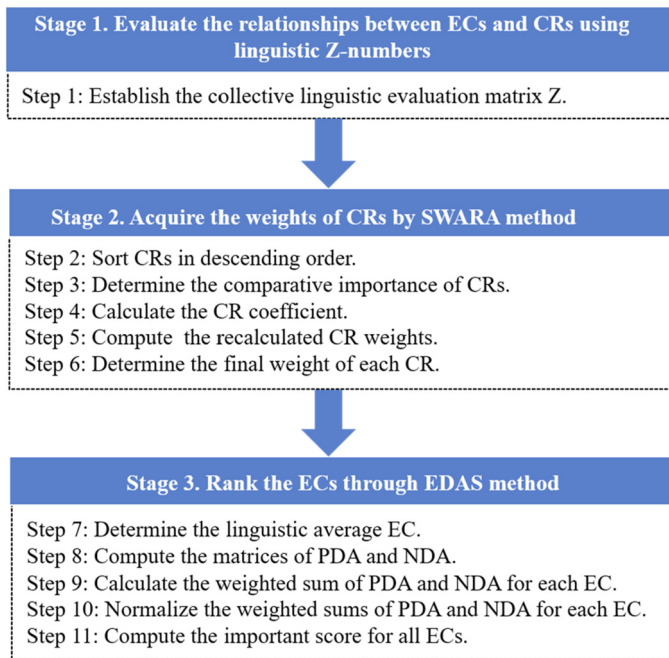 Stage 1. Evaluate the relationships between ECs and CRs using
linguistic Z-numbers
Step 1: Establish the collective linguistic evaluation matrix Z.
Stage 2. Acquire the weights of CRs by SWARA method
Step 2: Sort CRs in descending order.
Step 3: Determine the comparative importance of CRs.
Step 4: Calculate the CR coefficient.
Step 5: Compute the recalculated CR weights.
Step 6: Determine the final weight of each CR.
Stage 3. Rank the ECs through EDAS method
Step 7: Determine the linguistic average EC.
Step 8: Compute the matrices of PDA and NDA.
Step 9: Calculate the weighted sum of PDA and NDA for each EC.
Step 10: Normalize the weighted sums of PDA and NDA for each EC.
Step 11: Compute the important score for all ECs.